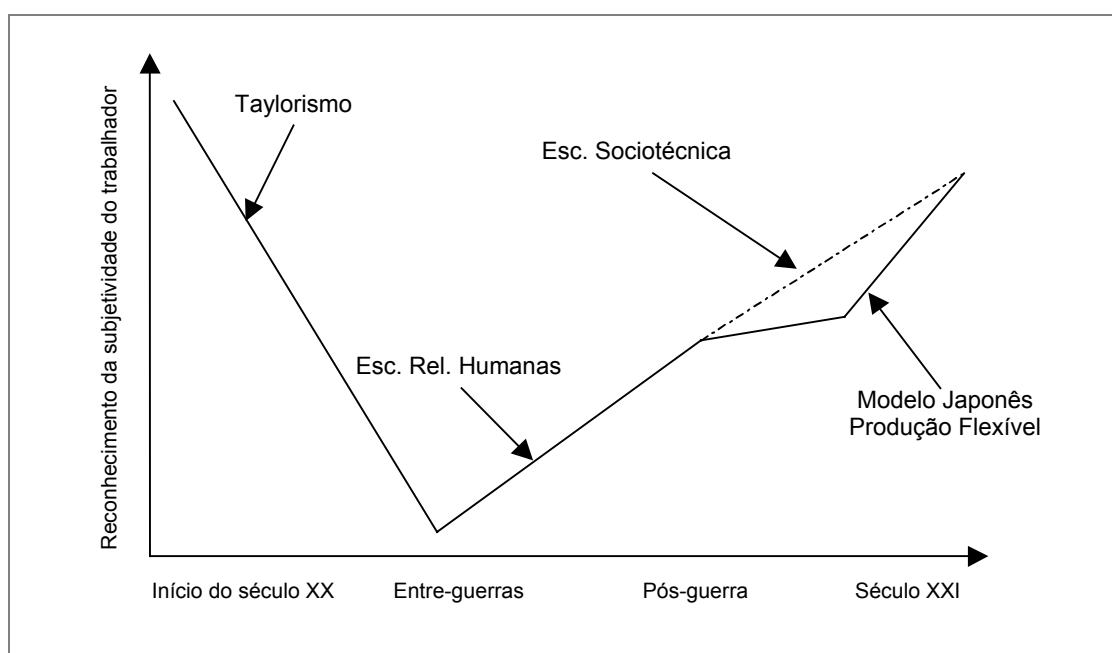 Reconhecimento da subjetividade do trabalhador
Taylorismo
Esc. Sociotécnica
Esc. Rel. Humanas
Modelo Japonês
Produção Flexível
Início do século XX
Entre-guerras
Pós-guerra
Século XXI